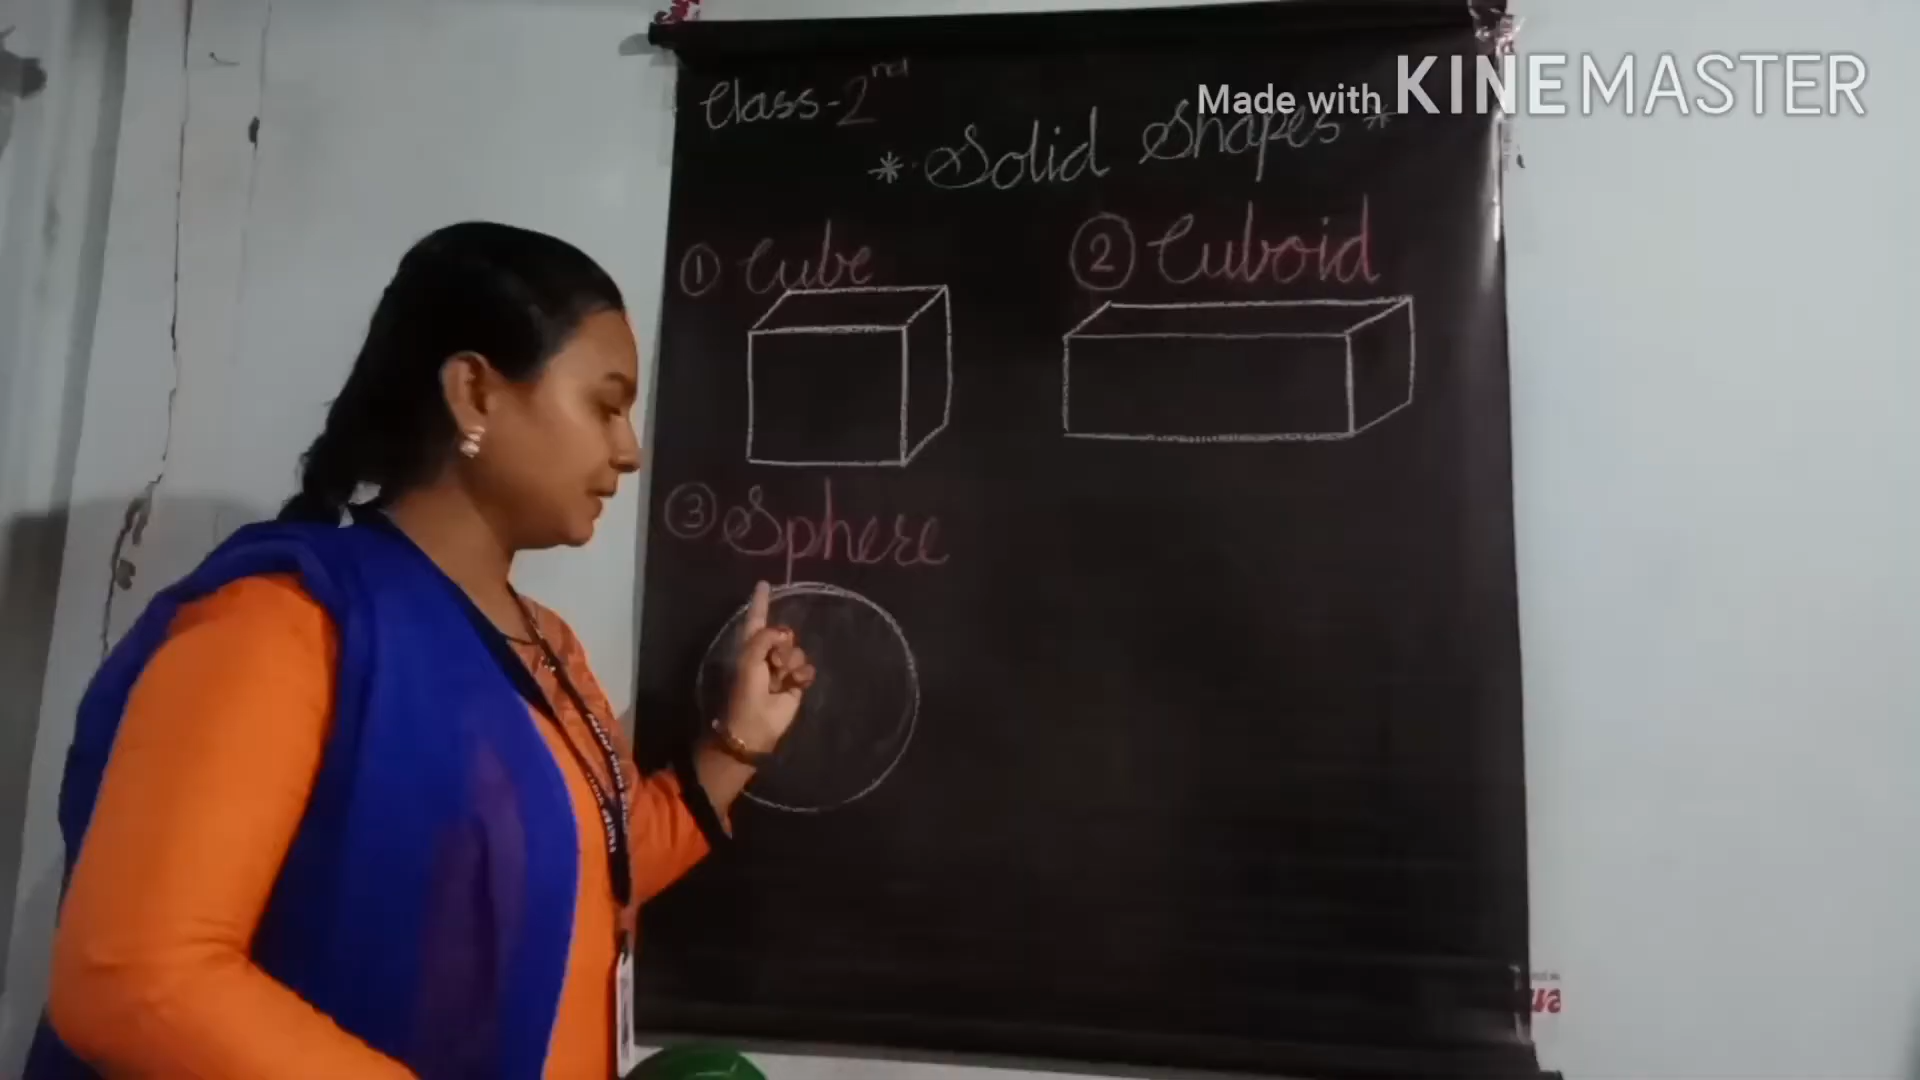 Made with KINEMASTER
Class-2nd
* Solid Shapes *
① Cube
② Cuboid
③ Sphere